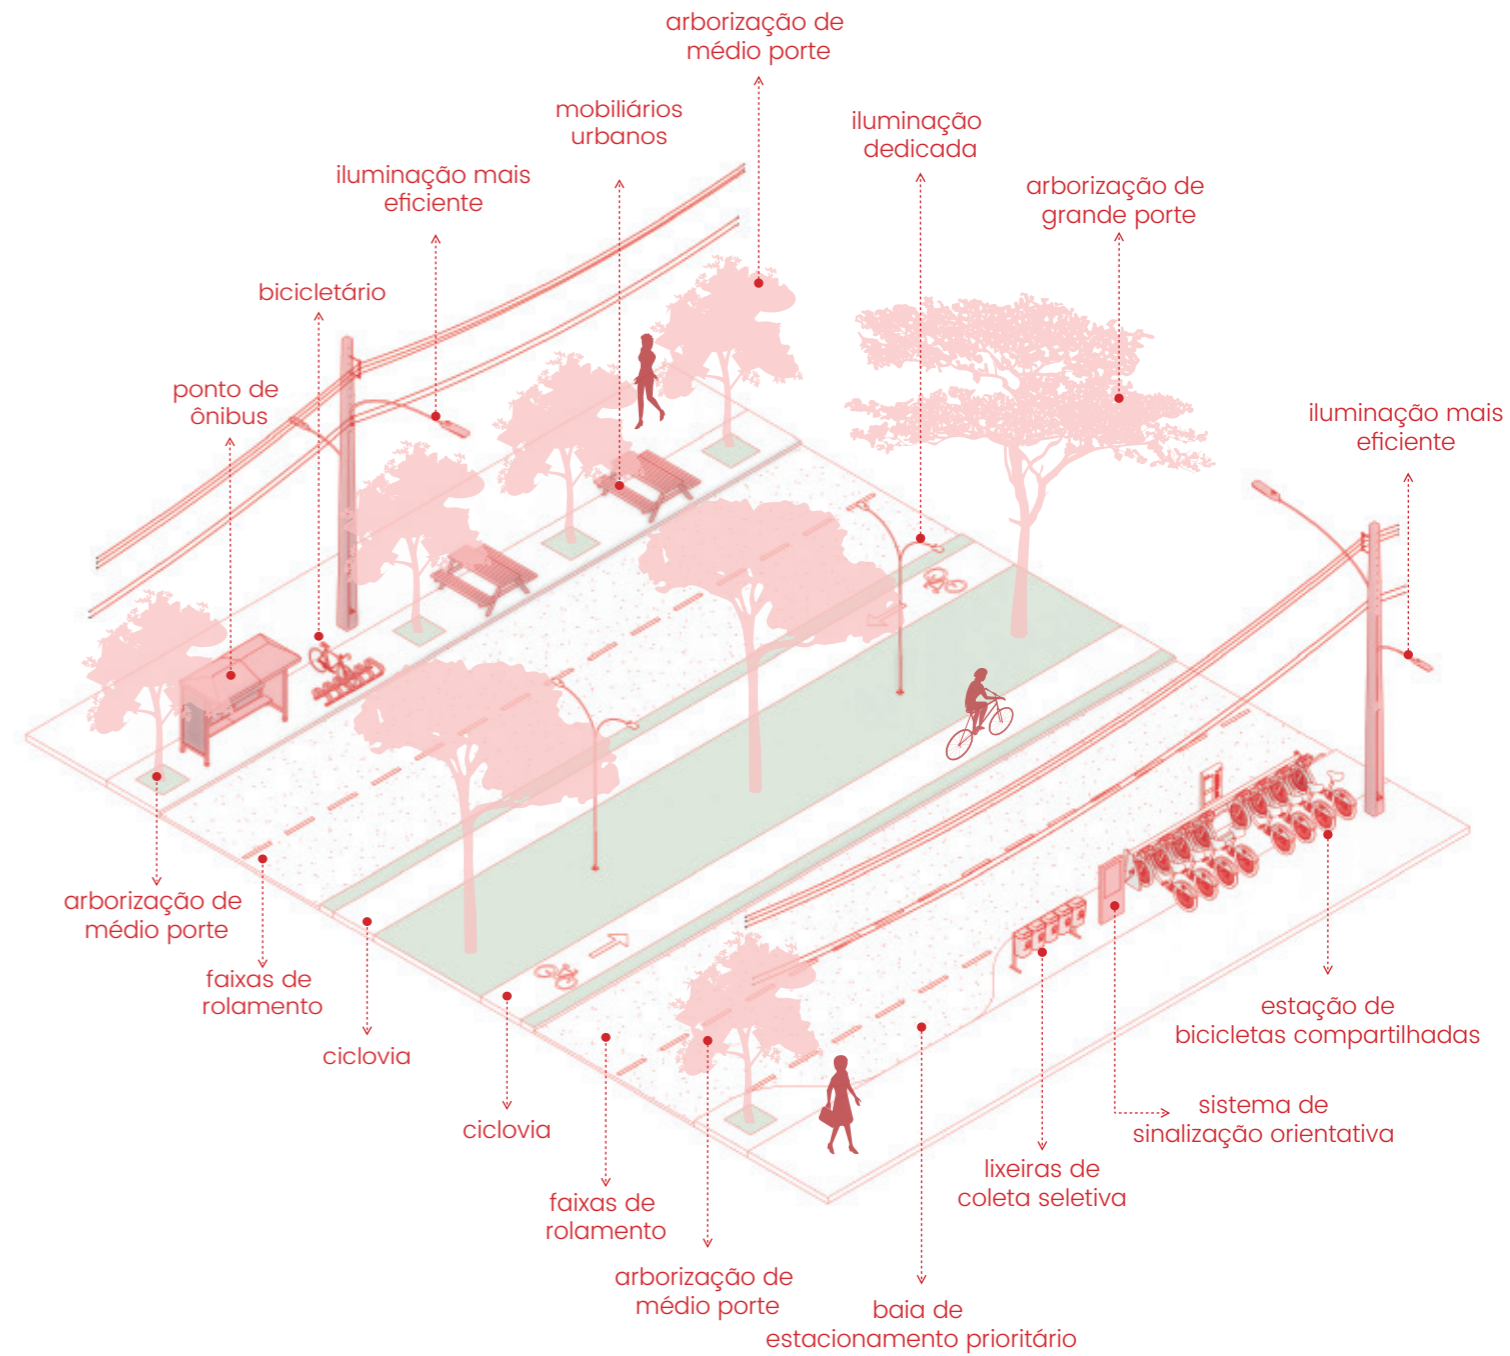 arborização de
médio porte
mobiliários
urbanos
iluminação
dedicada
iluminação mais
eficiente
arborização de
grande porte
bicicletário
ponto de
ônibus
iluminação mais
eficiente
arborização de
médio porte
faixas de
rolamento
ciclovia
ciclovia
faixas de
rolamento
arborização de
médio porte
baia de
estacionamento prioritário
lixeiras de
coleta seletiva
sistema de
sinalização orientativa
estação de
bicicletas compartilhadas